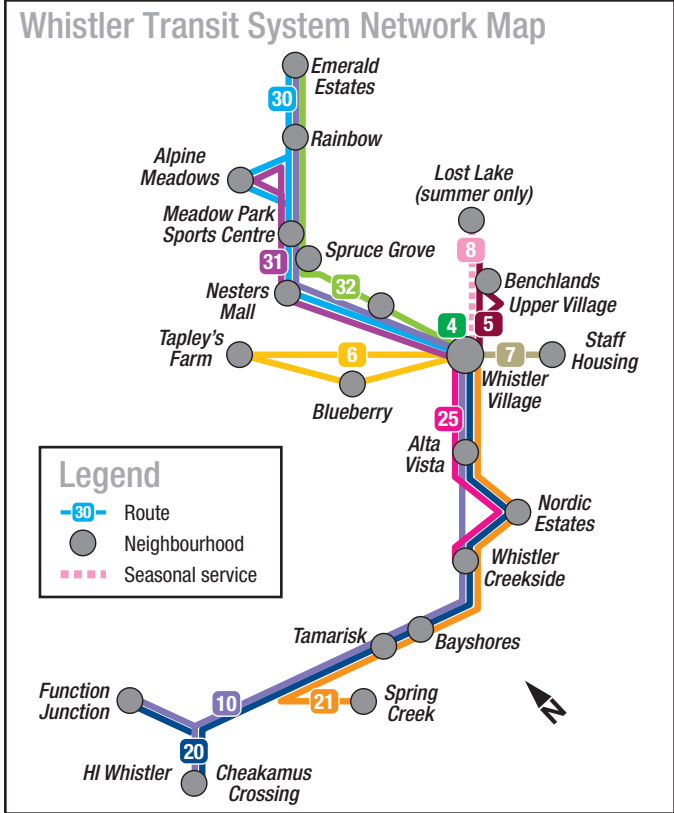 Whistler Transit System Network Map
Emerald
Estates
30
Rainbow
Alpine
Meadows
Lost Lake
(summer only)
Meadow Park
Sports Centre
8
Spruce Grove
31
Benchlands
32
Upper Village
Nesters
Mall
4
5
Tapley's
Farm
6
7
Staff
Housing
Whistler
Village
Blueberry
25
Alta
Vista
Legend
30 Route
Neighbourhood
Seasonal service
Nordic
Estates
Whistler
Creekside
Tamarisk
Bayshores
Function
Junction
10
21
Spring
Creek
N
20
HI Whistler
Cheakamus
Crossing